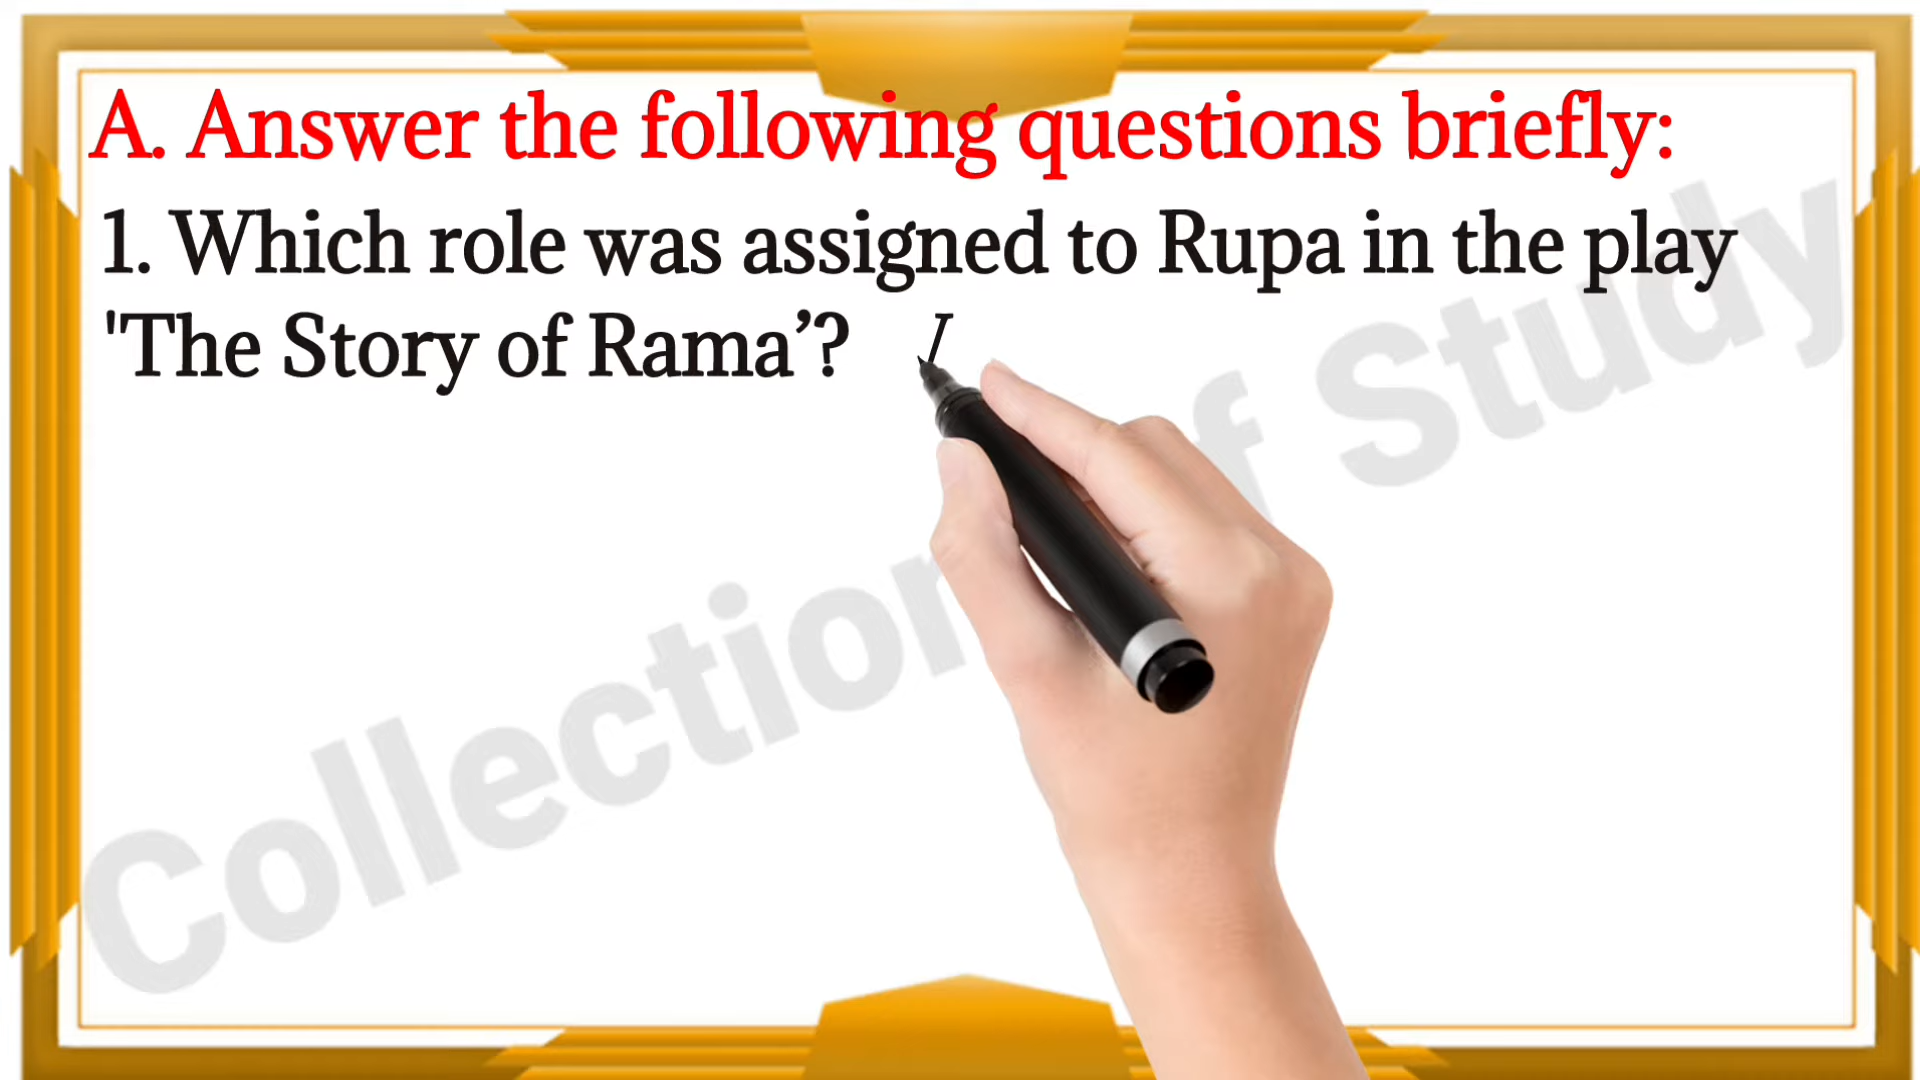 A. Answer the following questions briefly:
1. Which role was assigned to Rupa in the play
'The Story of Rama’?
Collection of Study